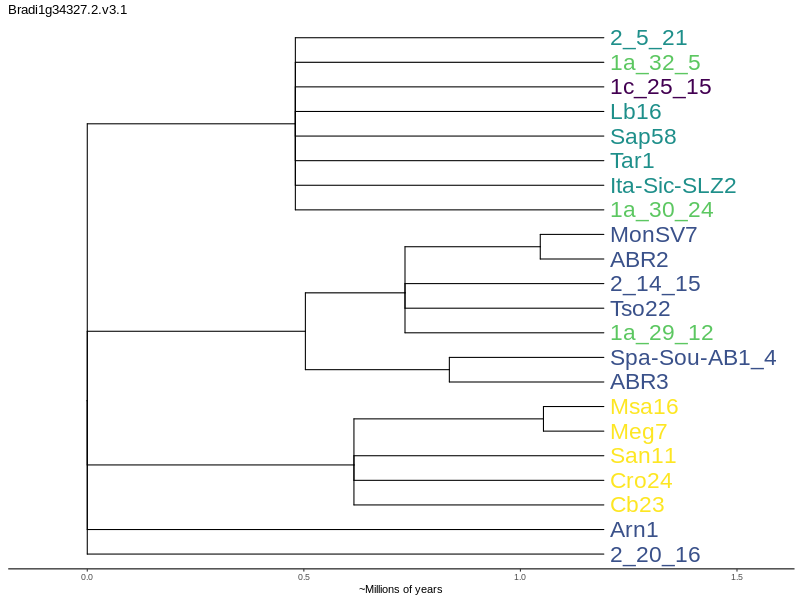 Bradi1g34327.2.v3.1
2_5_21
1a_32_5
1c_25_15
Lb16
Sap58
Tar1
Ita-Sic-SLZ2
1a_30_24
MonSV7
ABR2
2_14_15
Tso22
1a_29_12
Spa-Sou-AB1_4
ABR3
Msa16
Meg7
San11
Cro24
Cb23
Arn1
2_20_16
0.0 0.5 1.0 1.5
~Millions of years